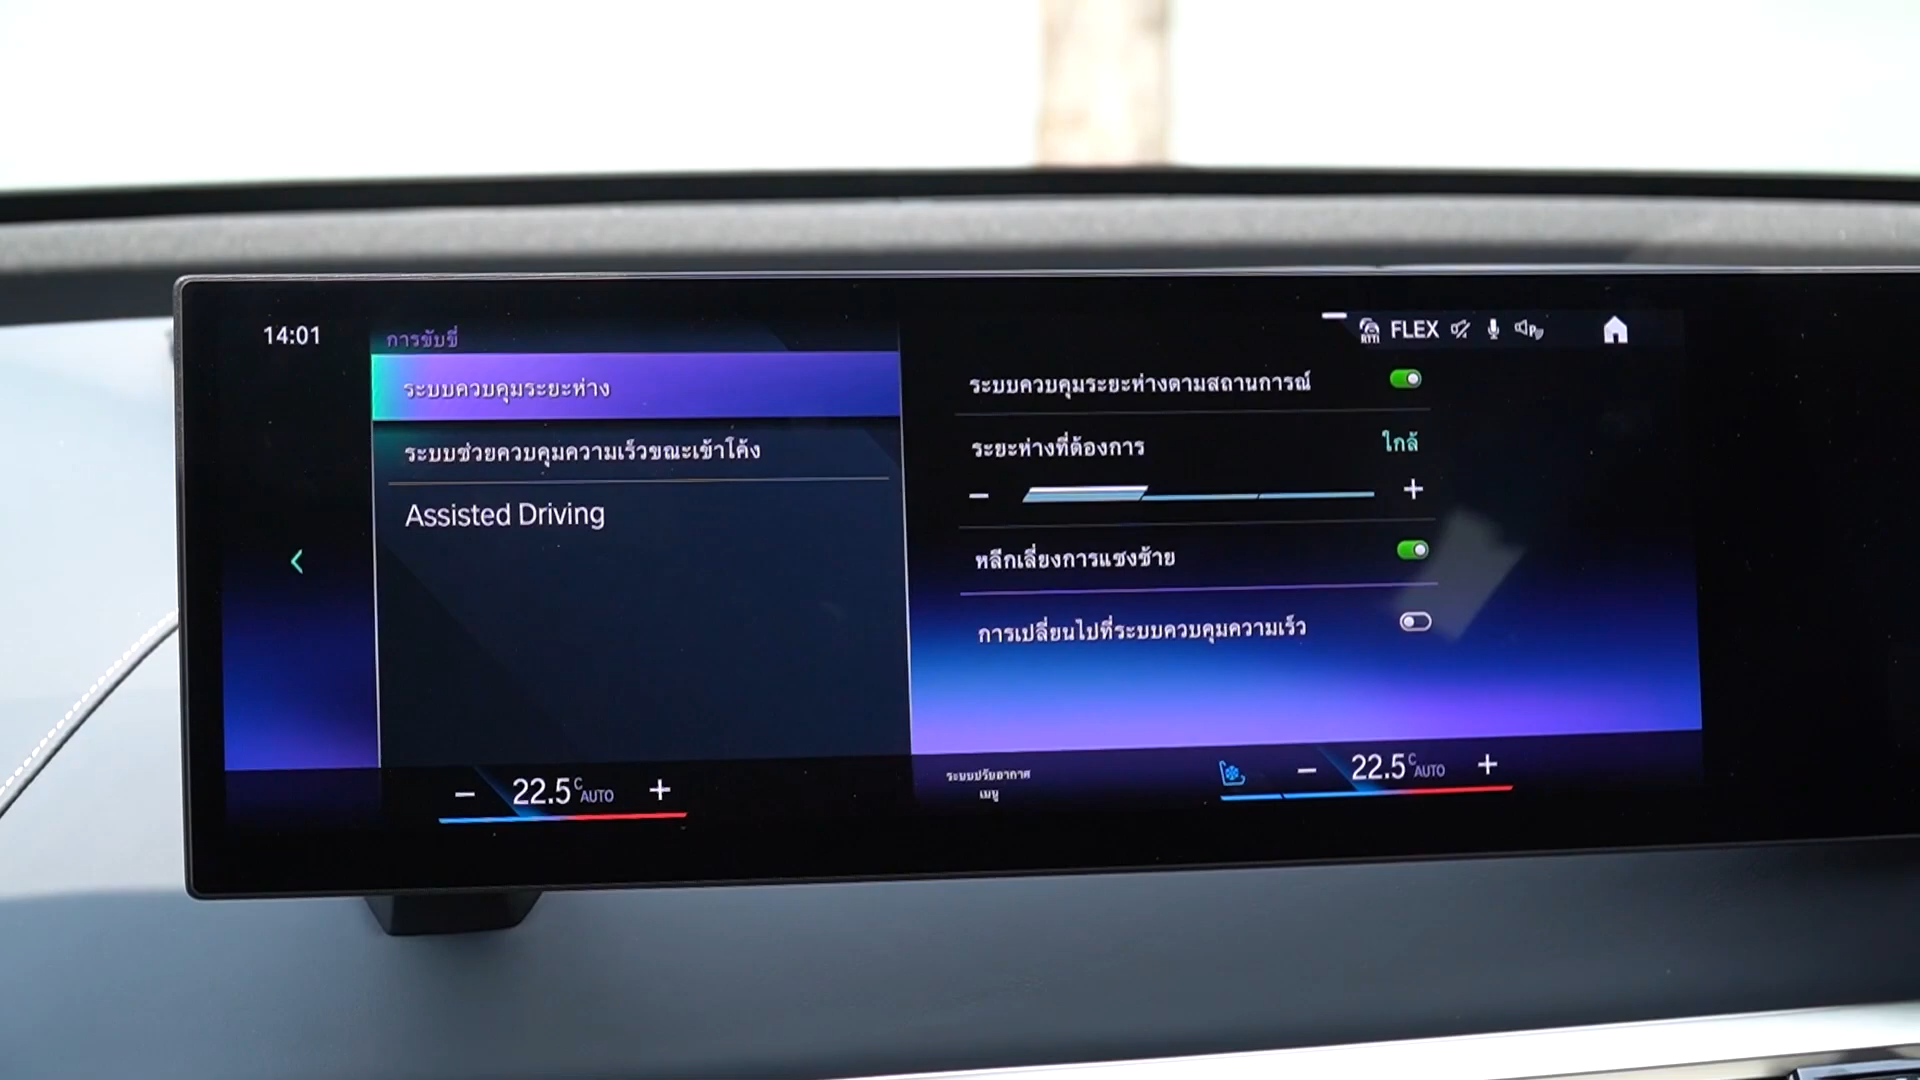 14:01
การขับขี่
ระบบควบคุมระยะห่าง
ระบบช่วยควบคุมความเร็วขณะเข้าโค้ง
Assisted Driving
RTTI FLEX
ระบบควบคุมระยะห่างตามสถานการณ์
ระยะห่างที่ต้องการ ใกล้
− +
หลีกเลี่ยงการแซงซ้าย
การเปลี่ยนไปที่ระบบควบคุมความเร็ว
− 22.5 °C AUTO +
ระบบปรับอากาศ
เมนู
− 22.5 °C AUTO +